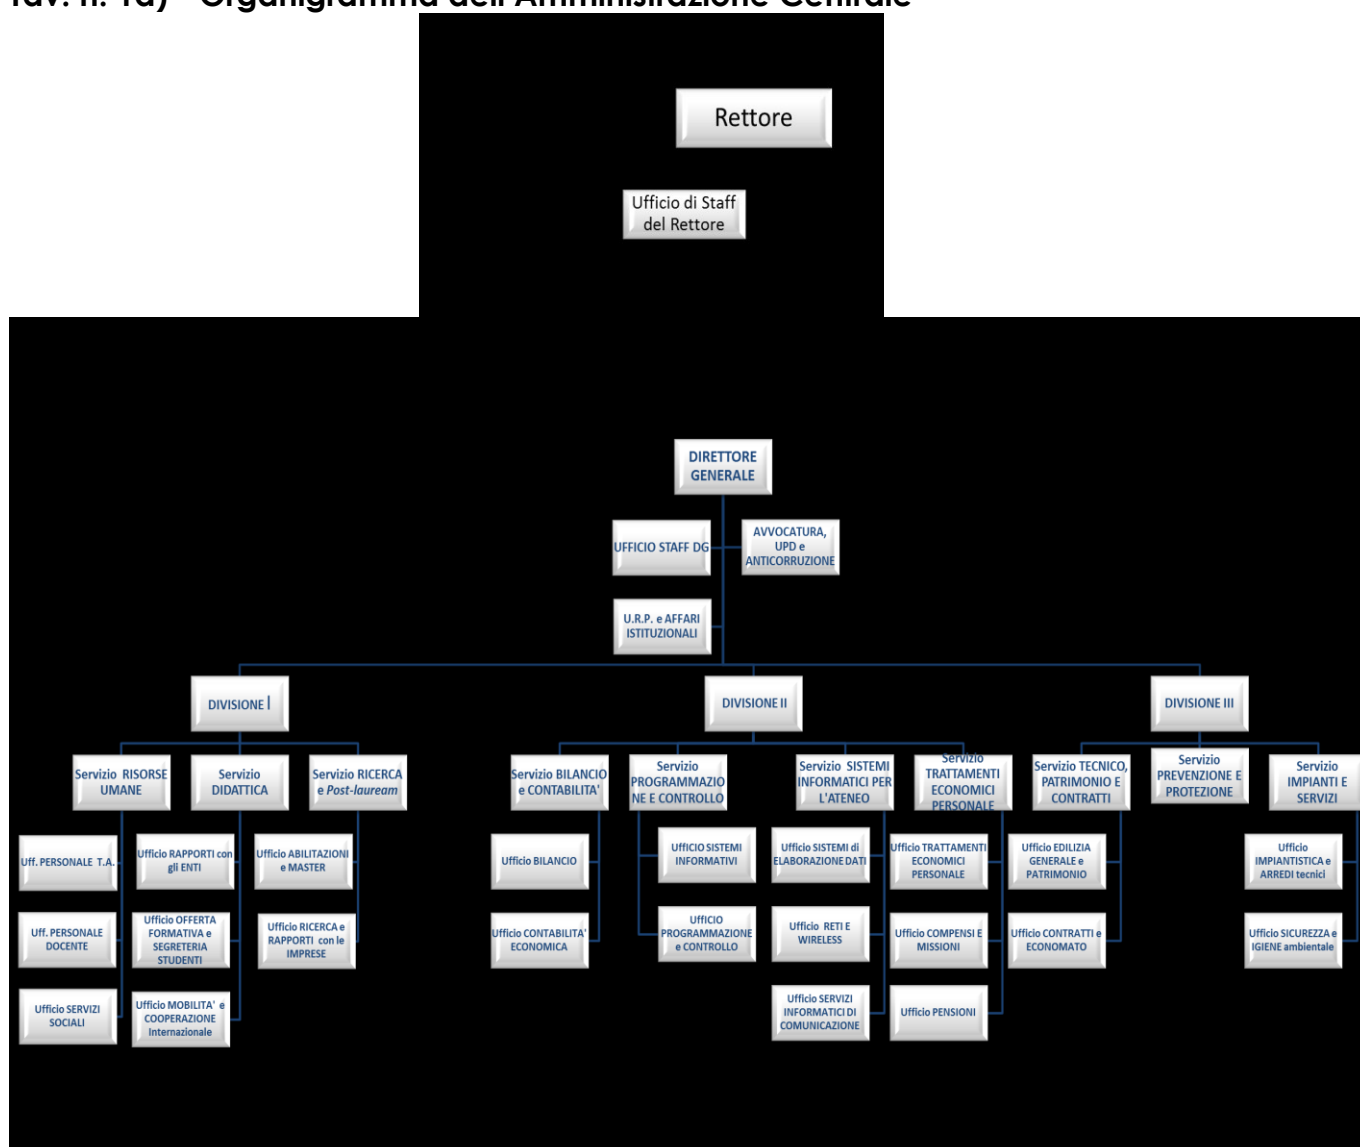 Tav. n. 1a) - Organigramma dell'Amministrazione Centrale
Rettore
Ufficio di Staff
del Rettore
DIRETTORE
GENERALE
UFFICIO STAFF DG
AVVOCATURA,
UPD e
ANTICORRUZIONE
U.R.P. e AFFARI
ISTITUZIONALI
DIVISIONE I
DIVISIONE II
DIVISIONE III
Servizio RISORSE
UMANE
Servizio
DIDATTICA
Servizio RICERCA
e Post-lauream
Servizio BILANCIO
e CONTABILITA'
Servizio
PROGRAMMAZIO
NE E CONTROLLO
Servizio SISTEMI
INFORMATICI PER
L'ATENEO
Servizio
TRATTAMENTI
ECONOMICI
PERSONALE
Servizio TECNICO,
PATRIMONIO E
CONTRATTI
Servizio
PREVENZIONE E
PROTEZIONE
Servizio
IMPIANTI E
SERVIZI
Uff. PERSONALE T.A.
Ufficio RAPPORTI con
gli ENTI
Ufficio ABILITAZIONI
e MASTER
Ufficio BILANCIO
UFFICIO SISTEMI
INFORMATIVI
Ufficio SISTEMI di
ELABORAZIONE DATI
Ufficio TRATTAMENTI
ECONOMICI
PERSONALE
Ufficio EDILIZIA
GENERALE e
PATRIMONIO
Ufficio
IMPIANTISTICA e
ARREDI tecnici
Uff. PERSONALE
DOCENTE
Ufficio OFFERTA
FORMATIVA e
SEGRETERIA
STUDENTI
Ufficio RICERCA e
RAPPORTI con le
IMPRESE
Ufficio CONTABILITA'
ECONOMICA
UFFICIO
PROGRAMMAZIONE
e CONTROLLO
Ufficio RETI E
WIRELESS
Ufficio COMPENSI E
MISSIONI
Ufficio CONTRATTI e
ECONOMATO
Ufficio SICUREZZA e
IGIENE ambientale
Ufficio SERVIZI
SOCIALI
Ufficio MOBILITA' e
COOPERAZIONE
Internazionale
Ufficio SERVIZI
INFORMATICI DI
COMUNICAZIONE
Ufficio PENSIONI